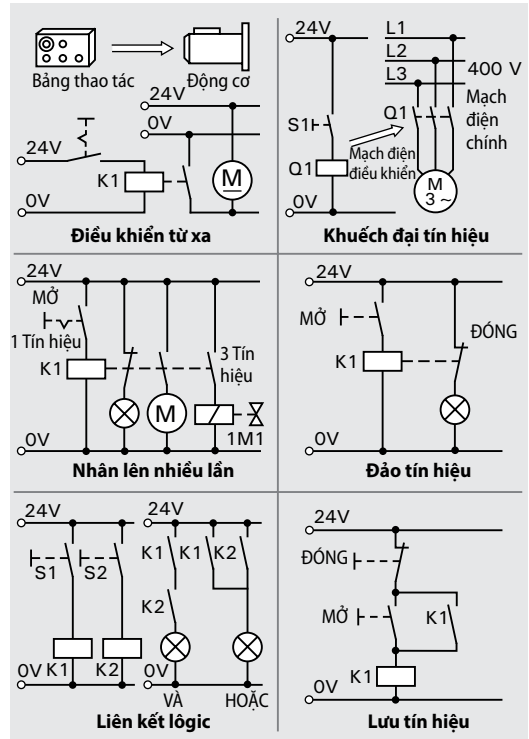 Bảng thao tác
Động cơ
24V
0V
24V
K1
M
0V
Điều khiển từ xa
24V
L1
L2
L3
400 V
Mạch
điện
chính
Q1
S1
Mạch điện
điều khiển
Q1
M
3 ~
0V
Khuếch đại tín hiệu
24V
MỞ
1 Tín hiệu
K1
3 Tín
hiệu
M
1M1
0V
Nhân lên nhiều lần
24V
MỞ
ĐÓNG
K1
0V
Đảo tín hiệu
24V
24V
S1
S2
K1
K1
K2
K2
0V
K1
K2
0V
VÀ
HOẶC
Liên kết lôgic
24V
ĐÓNG
MỞ
K1
K1
0V
Lưu tín hiệu